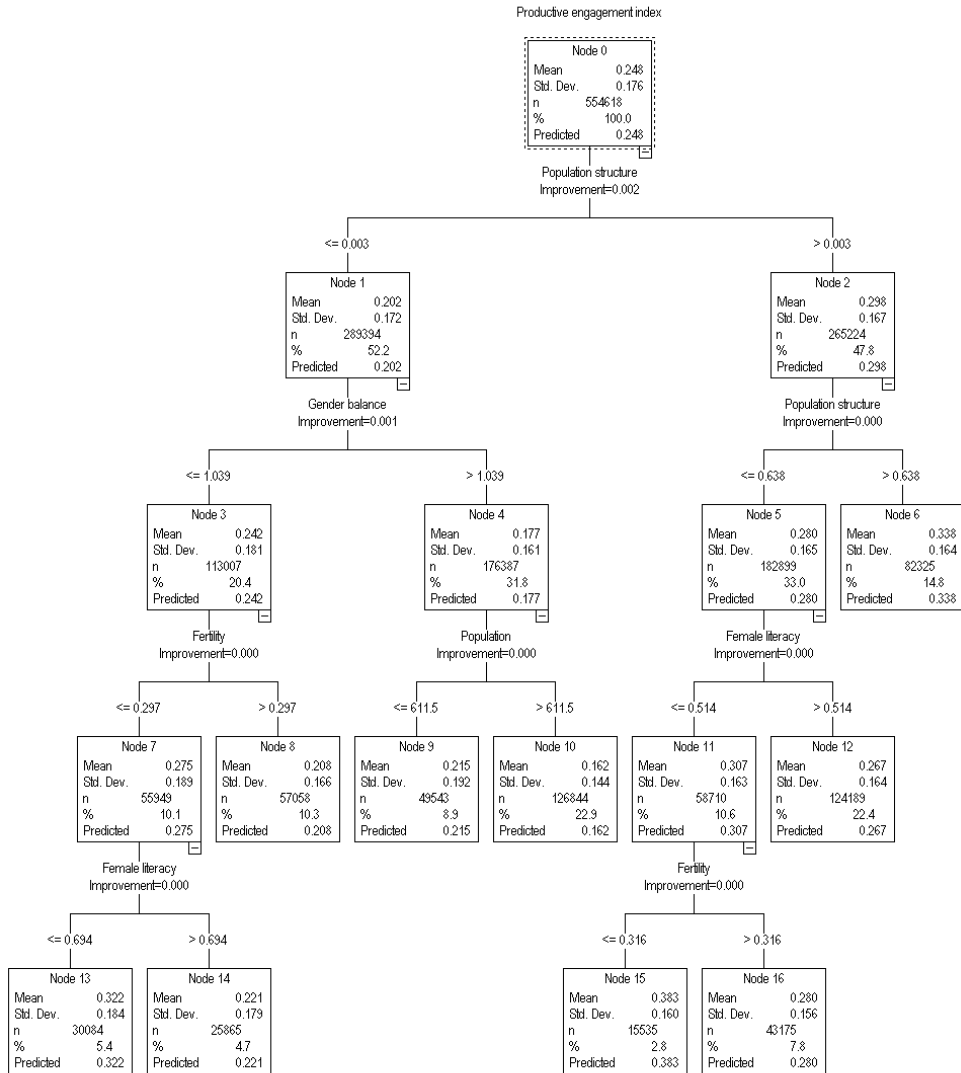 Productive engagement index
Node 0
Mean 0.248
Std. Dev. 0.176
n 554618
% 100.0
Predicted 0.248
Population structure
Improvement=0.002
<= 0.003
> 0.003
Node 1
Mean 0.202
Std. Dev. 0.172
n 289394
% 52.2
Predicted 0.202
Node 2
Mean 0.298
Std. Dev. 0.167
n 265224
% 47.8
Predicted 0.298
Gender balance
Improvement=0.001
Population structure
Improvement=0.000
<= 1.039
> 1.039
<= 0.638
> 0.638
Node 3
Mean 0.242
Std. Dev. 0.181
n 113007
% 20.4
Predicted 0.242
Node 4
Mean 0.177
Std. Dev. 0.161
n 176387
% 31.8
Predicted 0.177
Node 5
Mean 0.280
Std. Dev. 0.165
n 182899
% 33.0
Predicted 0.280
Node 6
Mean 0.338
Std. Dev. 0.164
n 82325
% 14.8
Predicted 0.338
Fertility
Improvement=0.000
Population
Improvement=0.000
Female literacy
Improvement=0.000
<= 0.297
> 0.297
<= 611.5
> 611.5
<= 0.514
> 0.514
Node 7
Mean 0.275
Std. Dev. 0.189
n 55949
% 10.1
Predicted 0.275
Node 8
Mean 0.208
Std. Dev. 0.166
n 57058
% 10.3
Predicted 0.208
Node 9
Mean 0.215
Std. Dev. 0.192
n 49543
% 8.9
Predicted 0.215
Node 10
Mean 0.162
Std. Dev. 0.144
n 126844
% 22.9
Predicted 0.162
Node 11
Mean 0.307
Std. Dev. 0.163
n 58710
% 10.6
Predicted 0.307
Node 12
Mean 0.267
Std. Dev. 0.164
n 124189
% 22.4
Predicted 0.267
Female literacy
Improvement=0.000
Fertility
Improvement=0.000
<= 0.694
> 0.694
<= 0.316
> 0.316
Node 13
Mean 0.322
Std. Dev. 0.184
n 30084
% 5.4
Predicted 0.322
Node 14
Mean 0.221
Std. Dev. 0.179
n 25865
% 4.7
Predicted 0.221
Node 15
Mean 0.383
Std. Dev. 0.160
n 15535
% 2.8
Predicted 0.383
Node 16
Mean 0.280
Std. Dev. 0.156
n 43175
% 7.8
Predicted 0.280